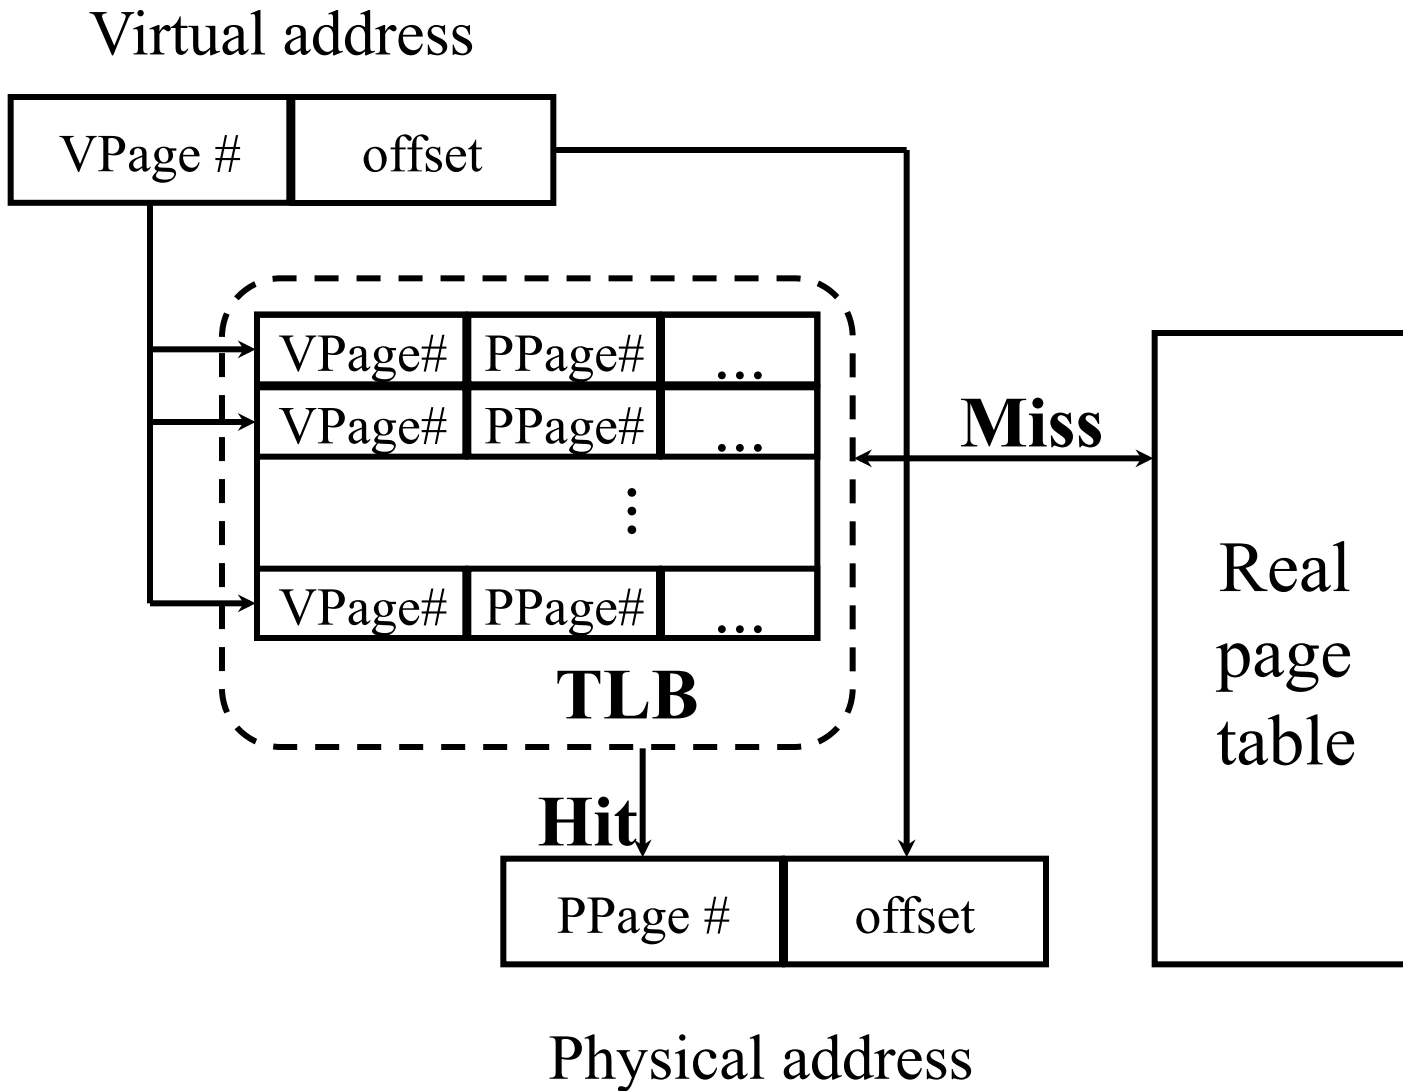 Virtual address
VPage # offset
VPage# PPage# ...
VPage# PPage# ...
Miss
⋮
VPage# PPage# ...
Real
page
table
TLB
Hit
PPage # offset
Physical address